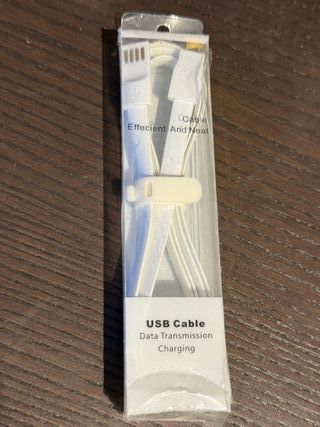 Cable
Effecient And Neat
USB Cable
Data Transmission
Charging